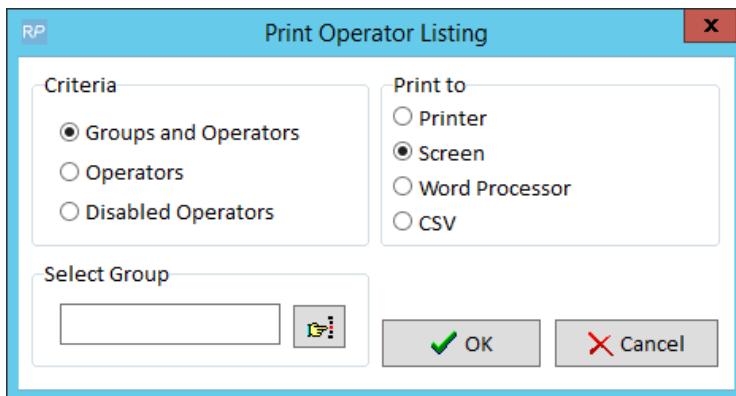 RP
Print Operator Listing
x
Criteria
Groups and Operators
Operators
Disabled Operators
Print to
Printer
Screen
Word Processor
CSV
Select Group
OK
Cancel